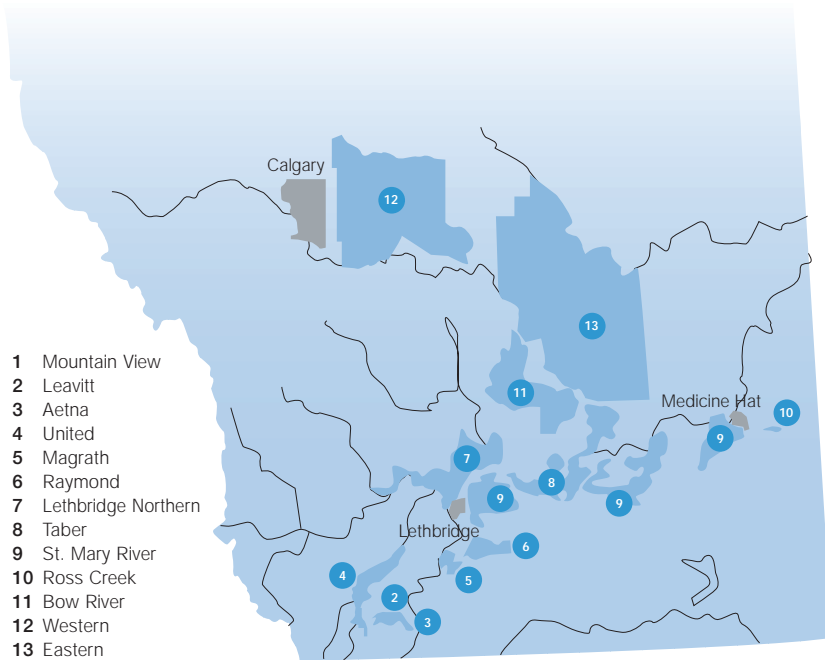 Calgary
12
13
11
Medicine Hat
10
9
7
8
9
9
Lethbridge
6
4
5
2
3
1 Mountain View
2 Leavitt
3 Aetna
4 United
5 Magrath
6 Raymond
7 Lethbridge Northern
8 Taber
9 St. Mary River
10 Ross Creek
11 Bow River
12 Western
13 Eastern